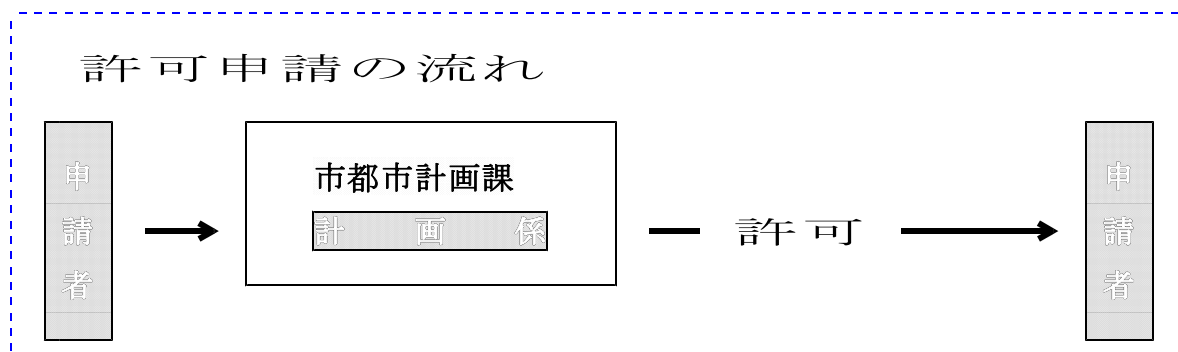 許可申請の流れ
申請者
市都市計画課
計画係
許可
申請者